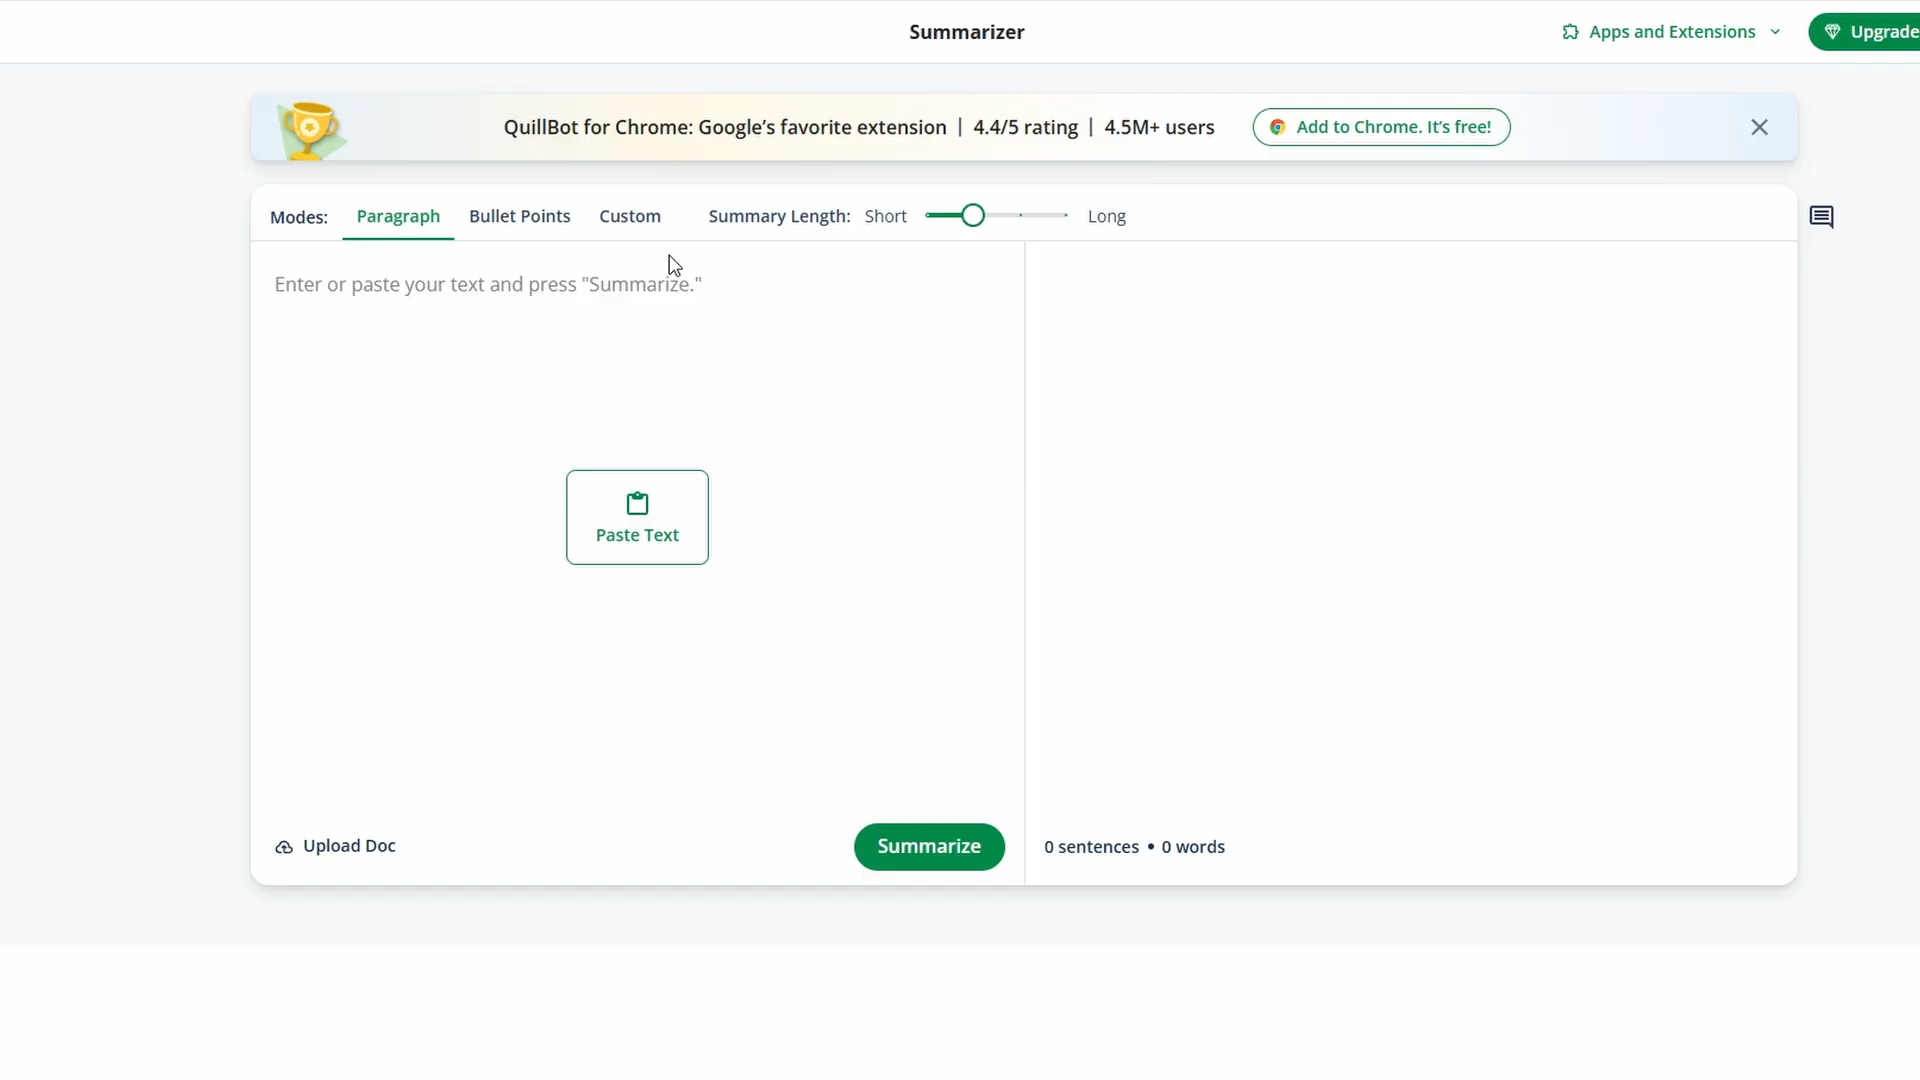 Summarizer
Apps and Extensions
Upgrade
QuillBot for Chrome: Google’s favorite extension | 4.4/5 rating | 4.5M+ users
Add to Chrome. It’s free!
Modes: Paragraph Bullet Points Custom Summary Length: Short Long
Enter or paste your text and press "Summarize."
Paste Text
Upload Doc
Summarize
0 sentences • 0 words